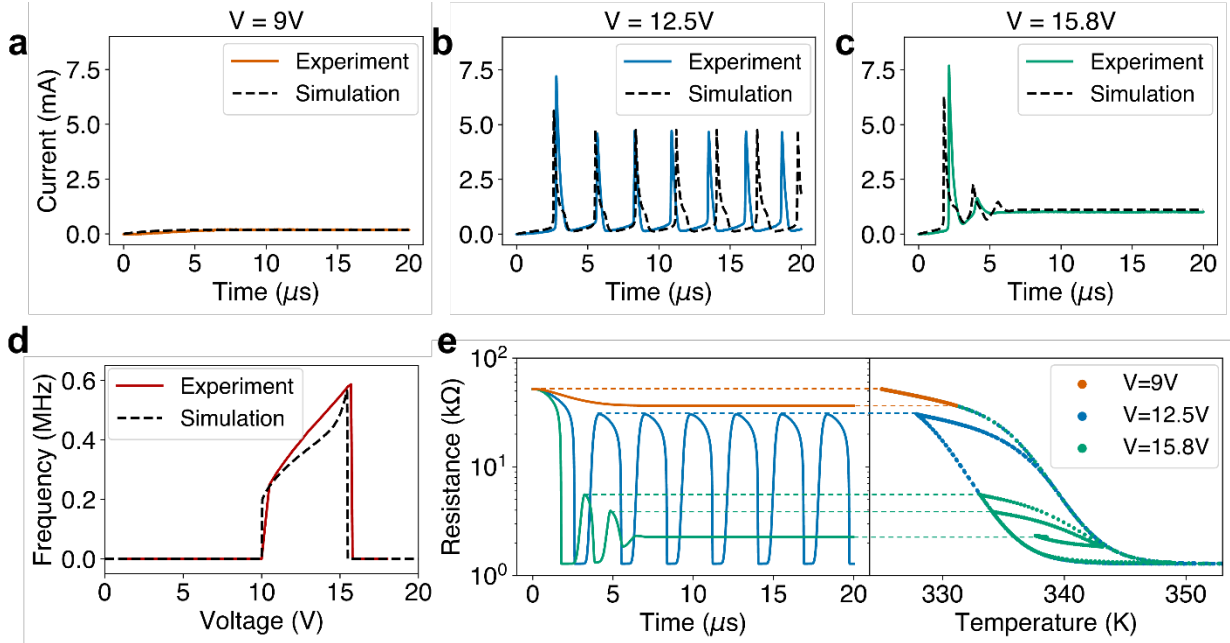 a
V = 9V
Experiment
Simulation
Current (mA)
7.5
5.0
2.5
0.0
0
5
10
15
20
Time (μs)
b
V = 12.5V
Experiment
Simulation
7.5
5.0
2.5
0.0
0
5
10
15
20
Time (μs)
c
V = 15.8V
Experiment
Simulation
7.5
5.0
2.5
0.0
0
5
10
15
20
Time (μs)
d
Experiment
Simulation
Frequency (MHz)
0.6
0.4
0.2
0.0
0
5
10
15
20
Voltage (V)
e
Resistance (kΩ)
10²
10¹
10⁰
0
5
10
15
20
Time (μs)
V=9V
V=12.5V
V=15.8V
330
340
350
Temperature (K)